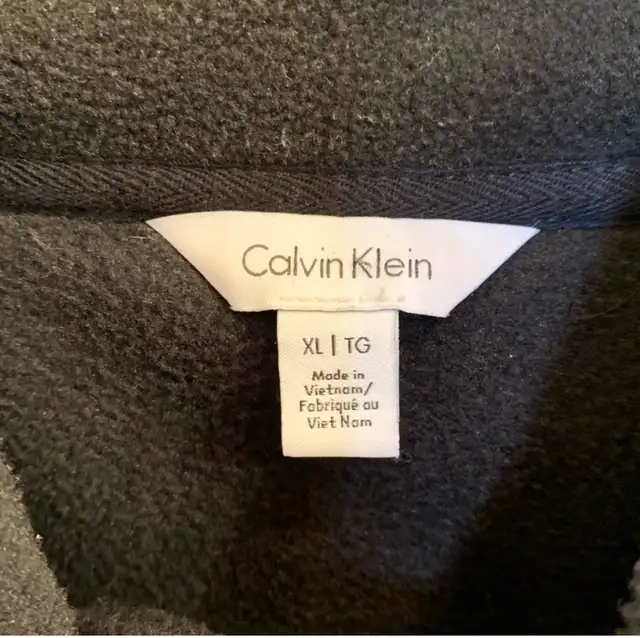 Calvin Klein
XL | TG
Made in
Vietnam/
Fabriqué au
Viet Nam